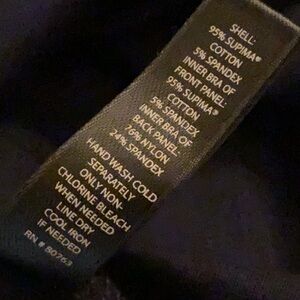 SHELL:
95% SUPIMA®
COTTON
5% SPANDEX
INNER BRA OF
FRONT PANEL:
95% SUPIMA®
COTTON
5% SPANDEX
INNER BRA OF
BACK PANEL:
76% NYLON
24% SPANDEX
HAND WASH COLD
SEPARATELY
ONLY NON-
CHLORINE BLEACH
WHEN NEEDED
LINE DRY
COOL IRON
IF NEEDED
RN # 80763